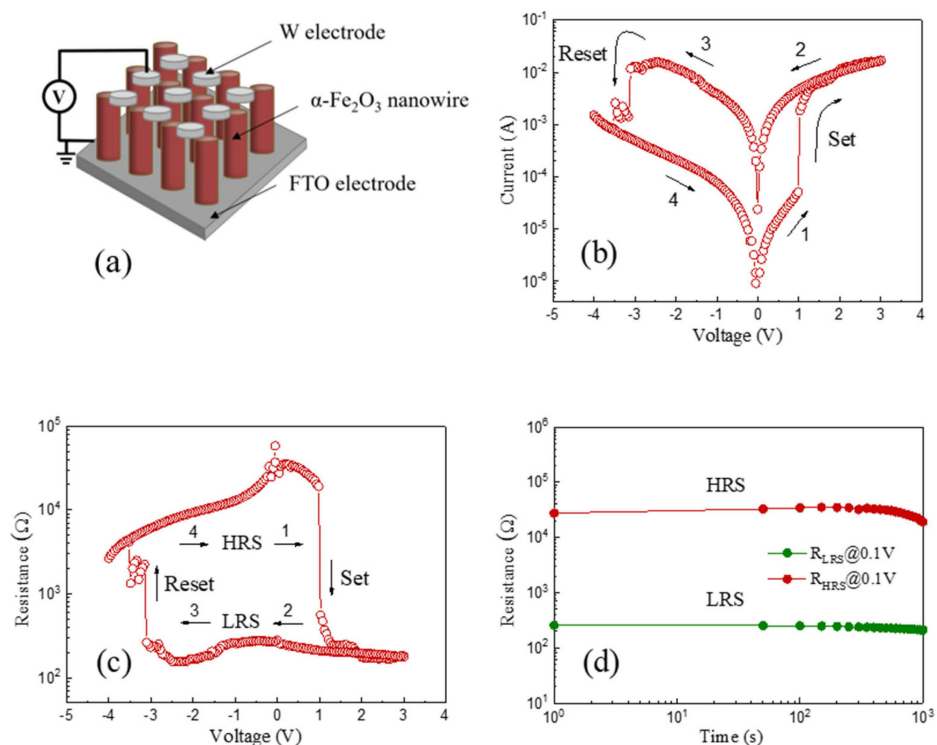 W electrode
V
α-Fe₂O₃ nanowire
FTO electrode
(a)
10⁻¹
10⁻²
10⁻³
10⁻⁴
10⁻⁵
10⁻⁶
Current (A)
Reset
3
2
Set
4
1
(b)
-5 -4 -3 -2 -1 0 1 2 3 4
Voltage (V)
10⁵
10⁴
10³
10²
Resistance (Ω)
4 HRS 1
Reset
Set
3 LRS 2
(c)
-5 -4 -3 -2 -1 0 1 2 3 4
Voltage (V)
10⁶
10⁵
10⁴
10³
10²
10¹
Resistance (Ω)
HRS
R_LRS@0.1V
R_HRS@0.1V
LRS
(d)
10⁰ 10¹ 10² 10³
Time (s)